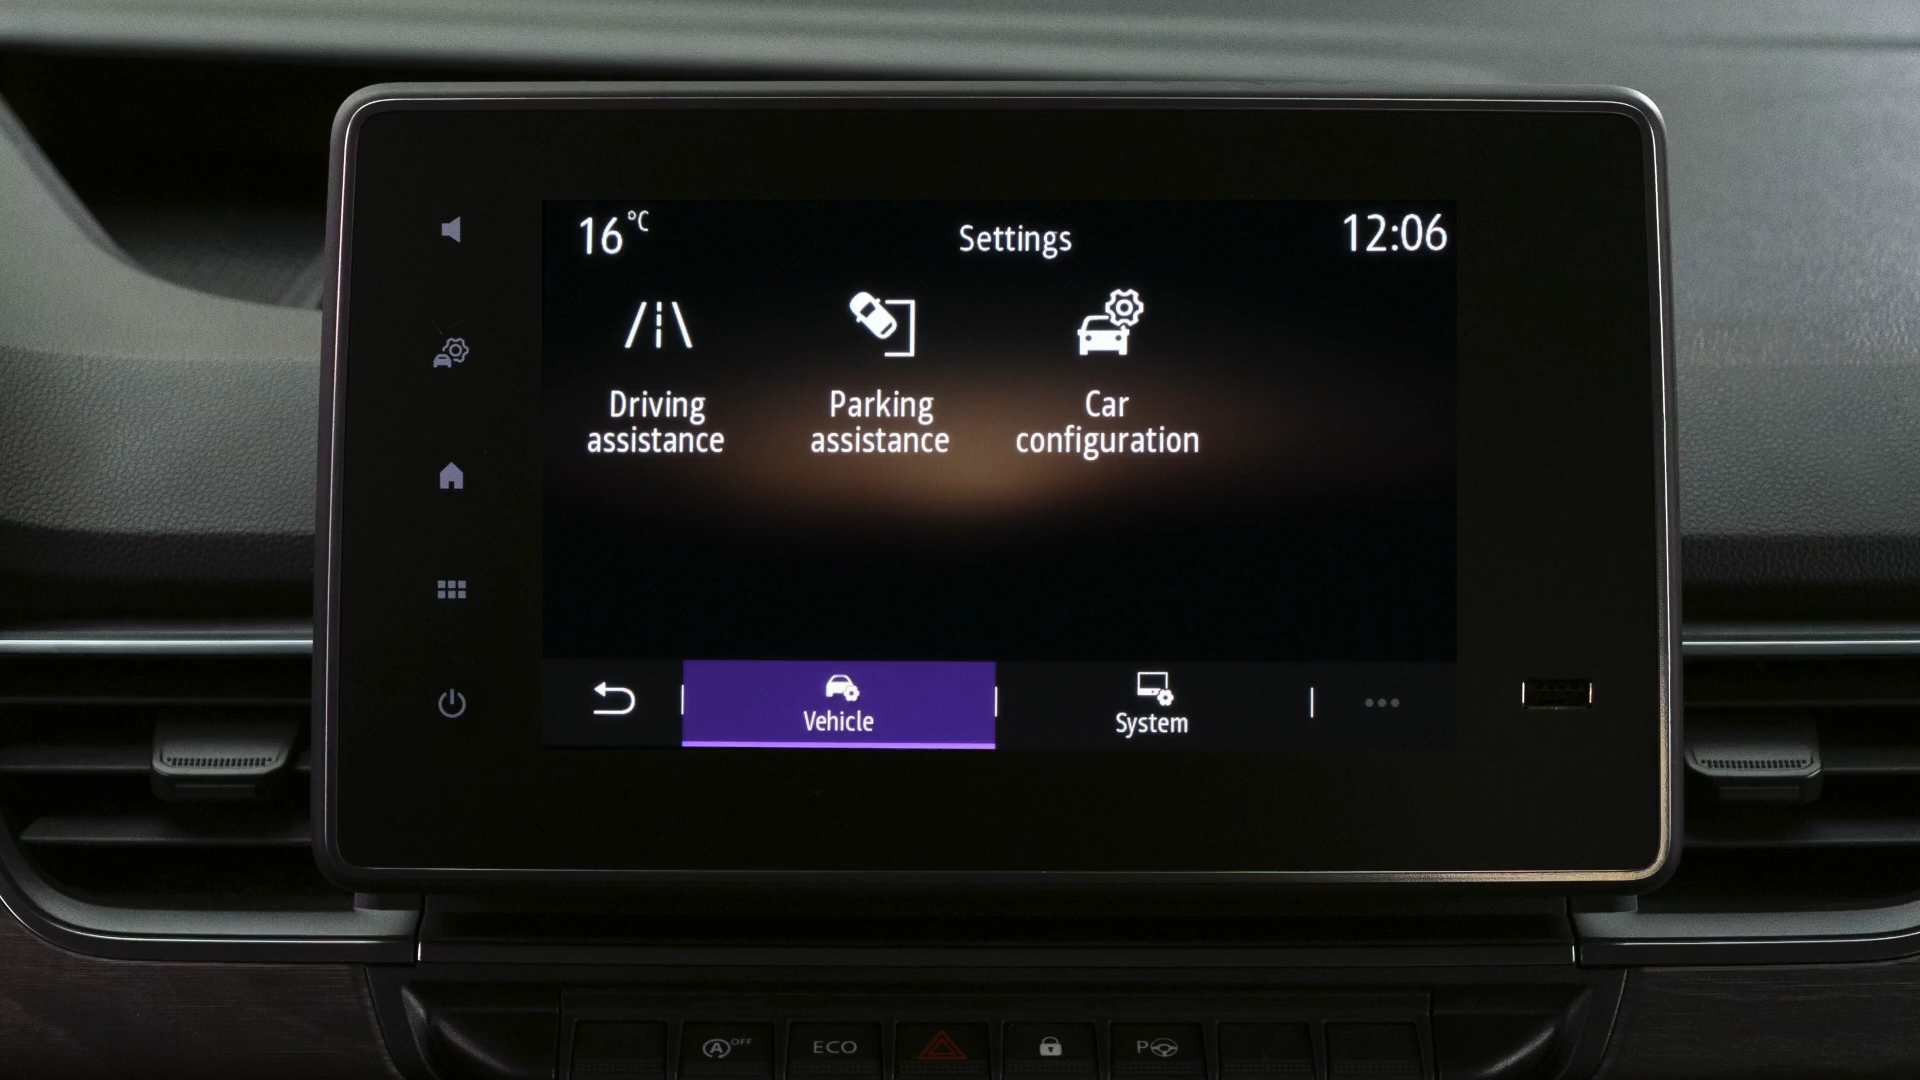 16 °C
Settings
12:06
Driving
assistance
Parking
assistance
Car
configuration
Vehicle
System
A OFF
ECO
P